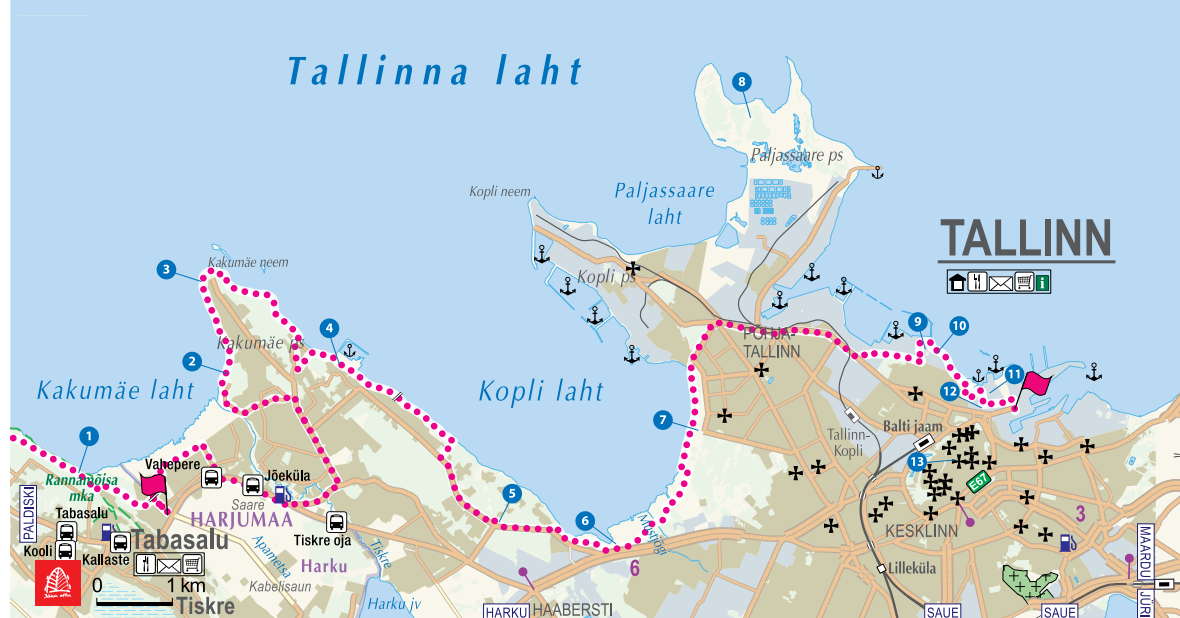 Tallinna laht
8
Paljassaare ps
Kopli neem
Paljassaare
laht
TALLINN
i
3
Kakumäe neem
Kopli ps
4
Kakumäe ps
9
10
PÕHJA-
TALLINN
2
Kakumäe laht
Kopli laht
11
12
7
1
Balti jaam
Tallinn-
Kopli
13
Vahepere
Rannamõisa
mka
Jõeküla
Saare
E67
PALDISKI
Tabasalu
HARJUMAA
5
6
Mustjõgi
KESKLINN
3
Tiskre oja
Tabasalu
Kooli
Kallaste
Apametsa
Tiskre
Harku
6
Lilleküla
MAARDU
JÜRI
0
1 km
Kabelisaun
Tiskre
Harku jv
HARKU
HAABERSTI
SAUE
SAUE